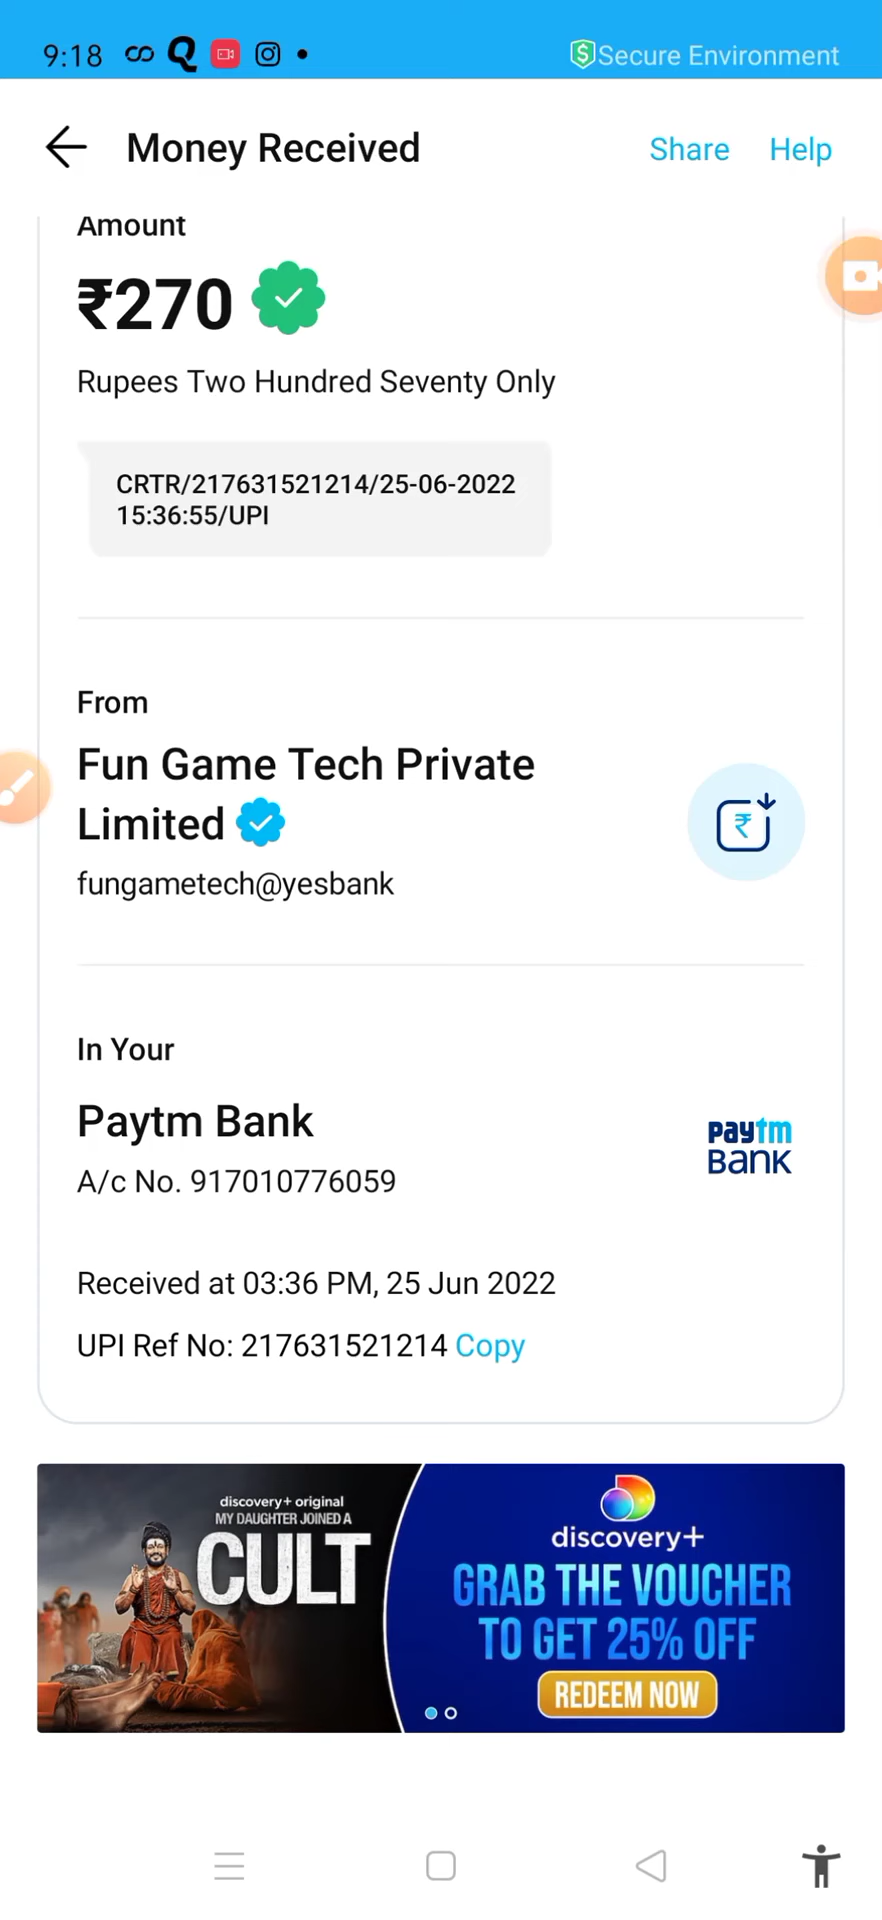 9:18
Secure Environment
Money Received
Share
Help
Amount
₹270
Rupees Two Hundred Seventy Only
CRTR/217631521214/25-06-2022
15:36:55/UPI
From
Fun Game Tech Private
Limited
fungametech@yesbank
In Your
Paytm Bank
paytm
BANK
A/c No. 917010776059
Received at 03:36 PM, 25 Jun 2022
UPI Ref No: 217631521214 Copy
discovery+ original
MY DAUGHTER JOINED A
CULT
discovery+
GRAB THE VOUCHER
TO GET 25% OFF
REDEEM NOW